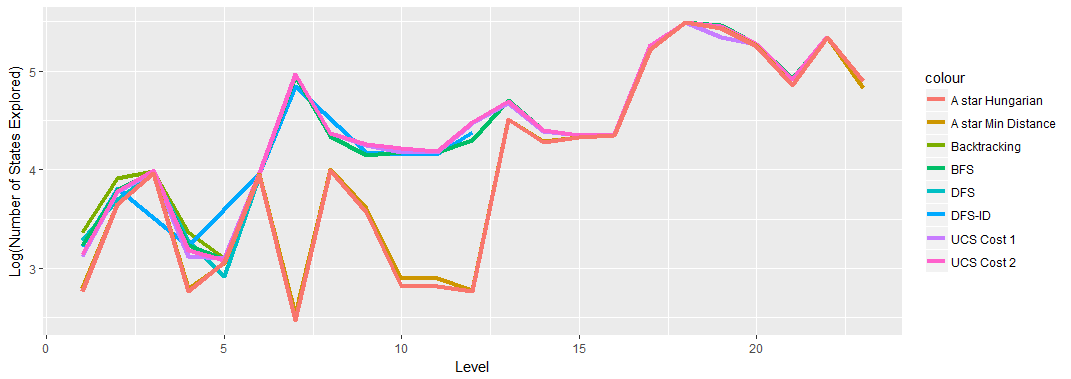 Log(Number of States Explored)
5
4
3
0
5
10
15
20
Level
colour
A star Hungarian
A star Min Distance
Backtracking
BFS
DFS
DFS-ID
UCS Cost 1
UCS Cost 2